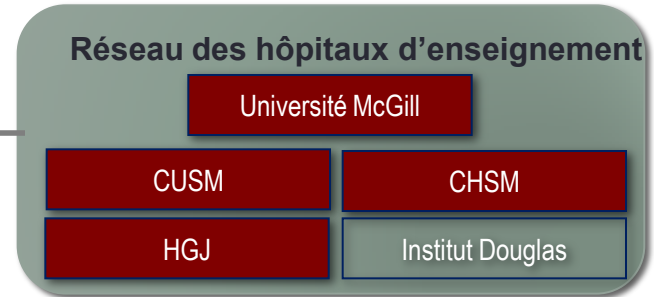 Réseau des hôpitaux d’enseignement
Université McGill
CUSM
CHSM
HGJ
Institut Douglas